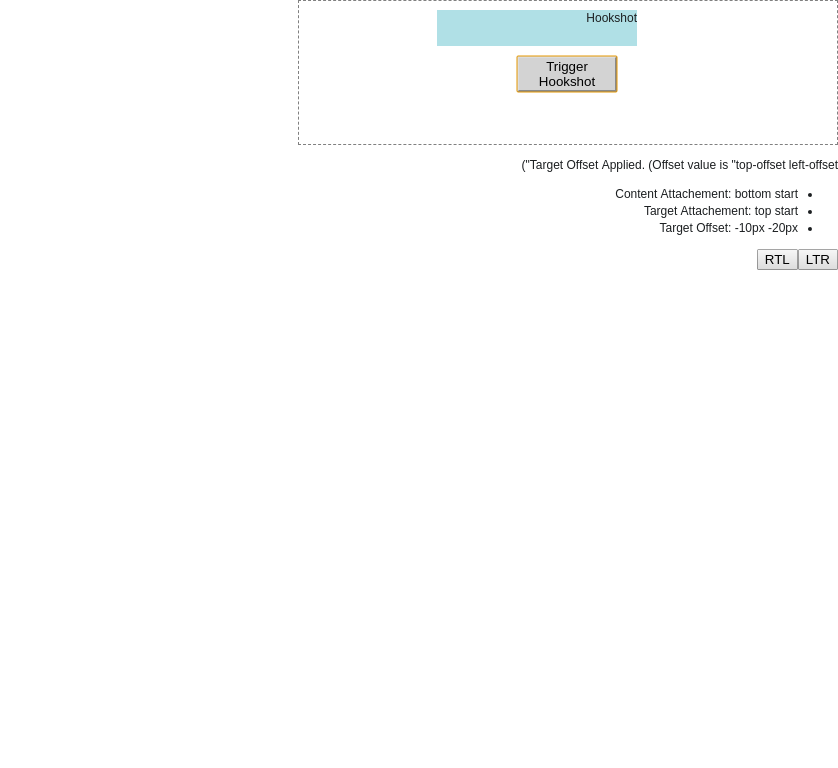 Hookshot
Trigger
Hookshot
("Target Offset Applied. (Offset value is "top-offset left-offset
Content Attachement: bottom start
Target Attachement: top start
Target Offset: -10px -20px
RTL LTR